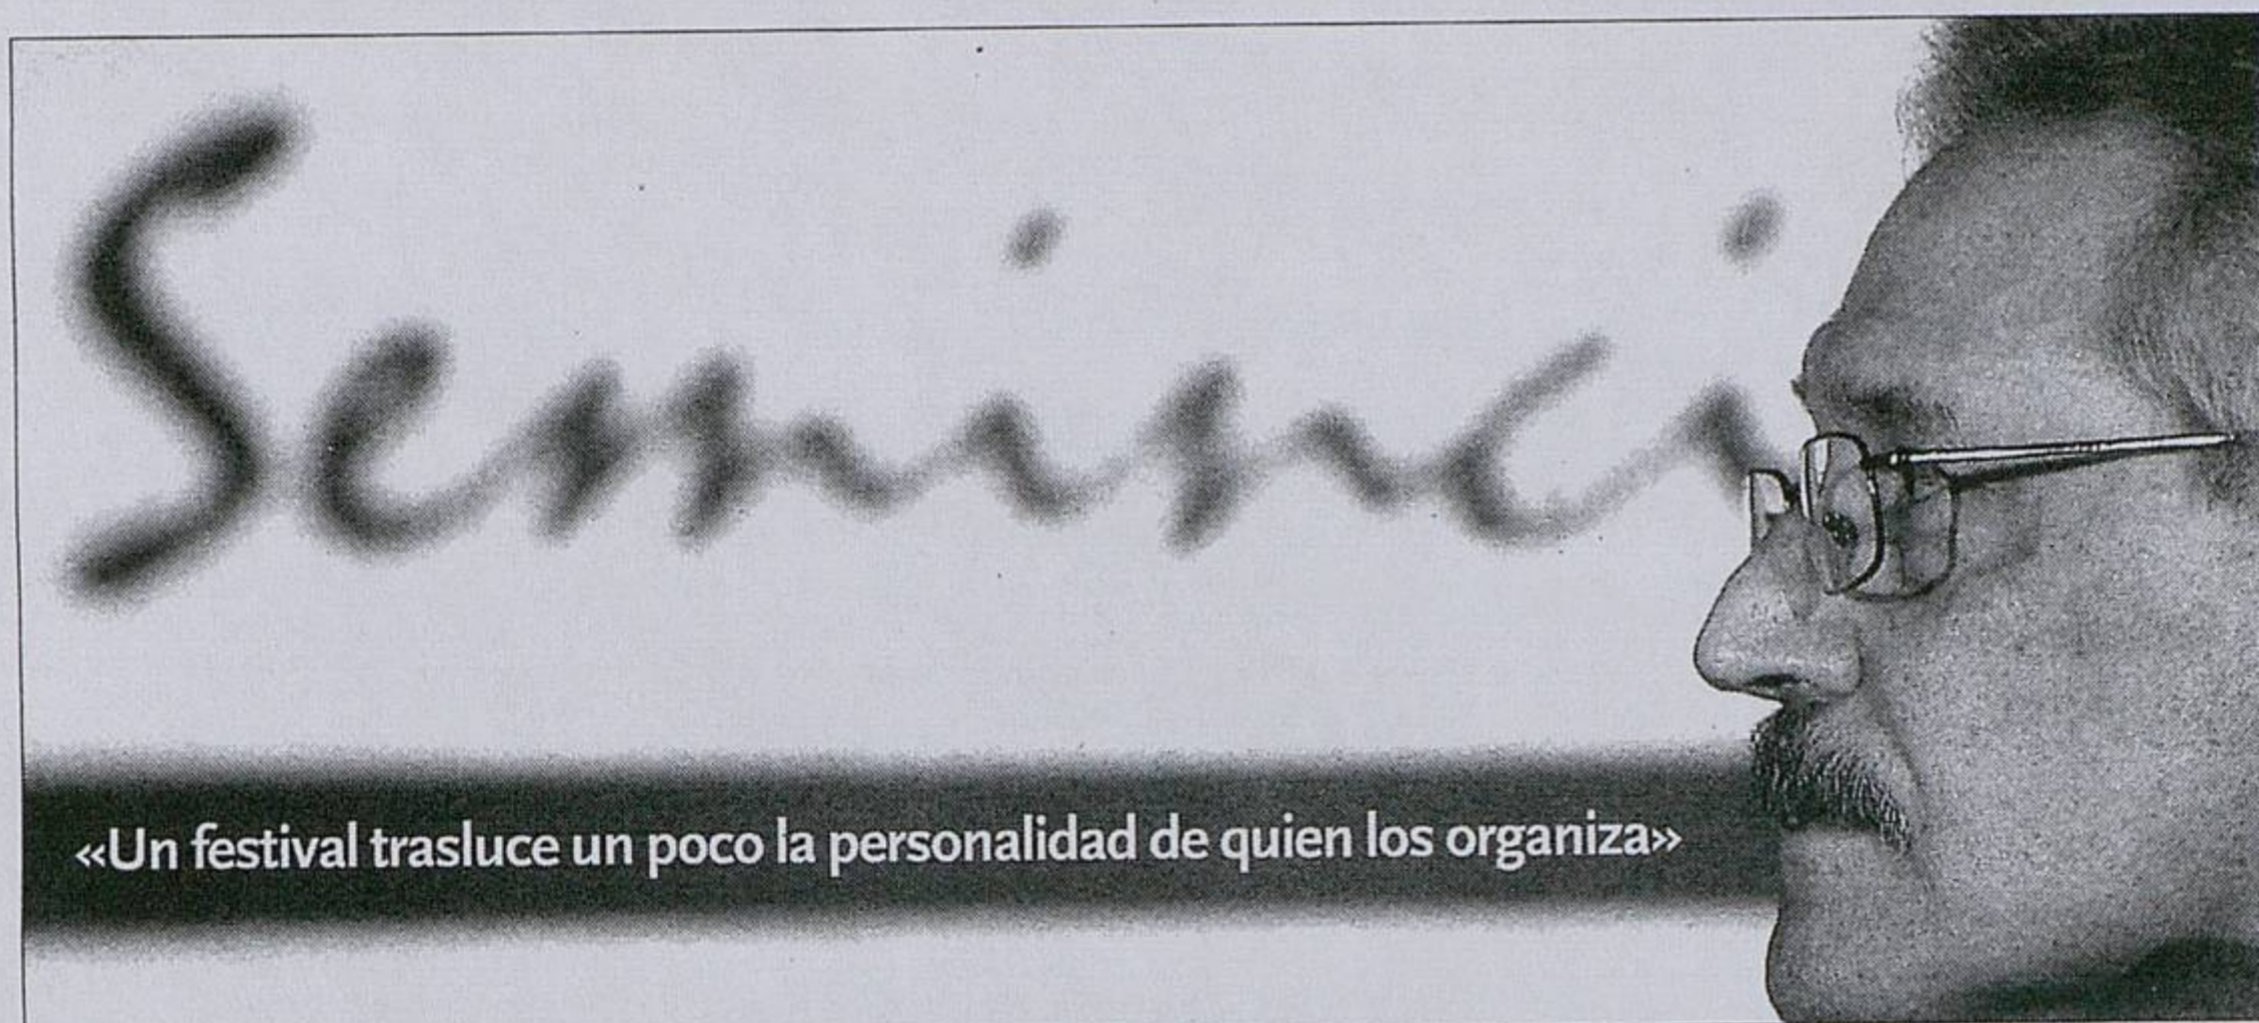 Seminci
«Un festival trasluce un poco la personalidad de quien los organiza»